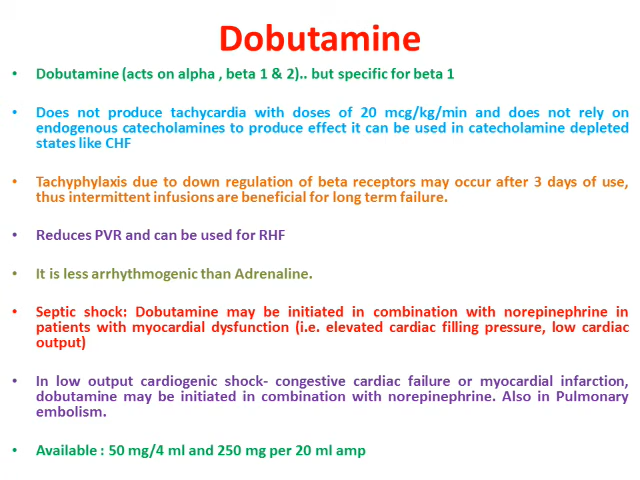 Dobutamine
• Dobutamine (acts on alpha , beta 1 & 2).. but specific for beta 1
• Does not produce tachycardia with doses of 20 mcg/kg/min and does not rely on
endogenous catecholamines to produce effect it can be used in catecholamine depleted
states like CHF
• Tachyphylaxis due to down regulation of beta receptors may occur after 3 days of use,
thus intermittent infusions are beneficial for long term failure.
• Reduces PVR and can be used for RHF
• It is less arrhythmogenic than Adrenaline.
• Septic shock: Dobutamine may be initiated in combination with norepinephrine in
patients with myocardial dysfunction (i.e. elevated cardiac filling pressure, low cardiac
output)
• In low output cardiogenic shock- congestive cardiac failure or myocardial infarction,
dobutamine may be initiated in combination with norepinephrine. Also in Pulmonary
embolism.
• Available : 50 mg/4 ml and 250 mg per 20 ml amp